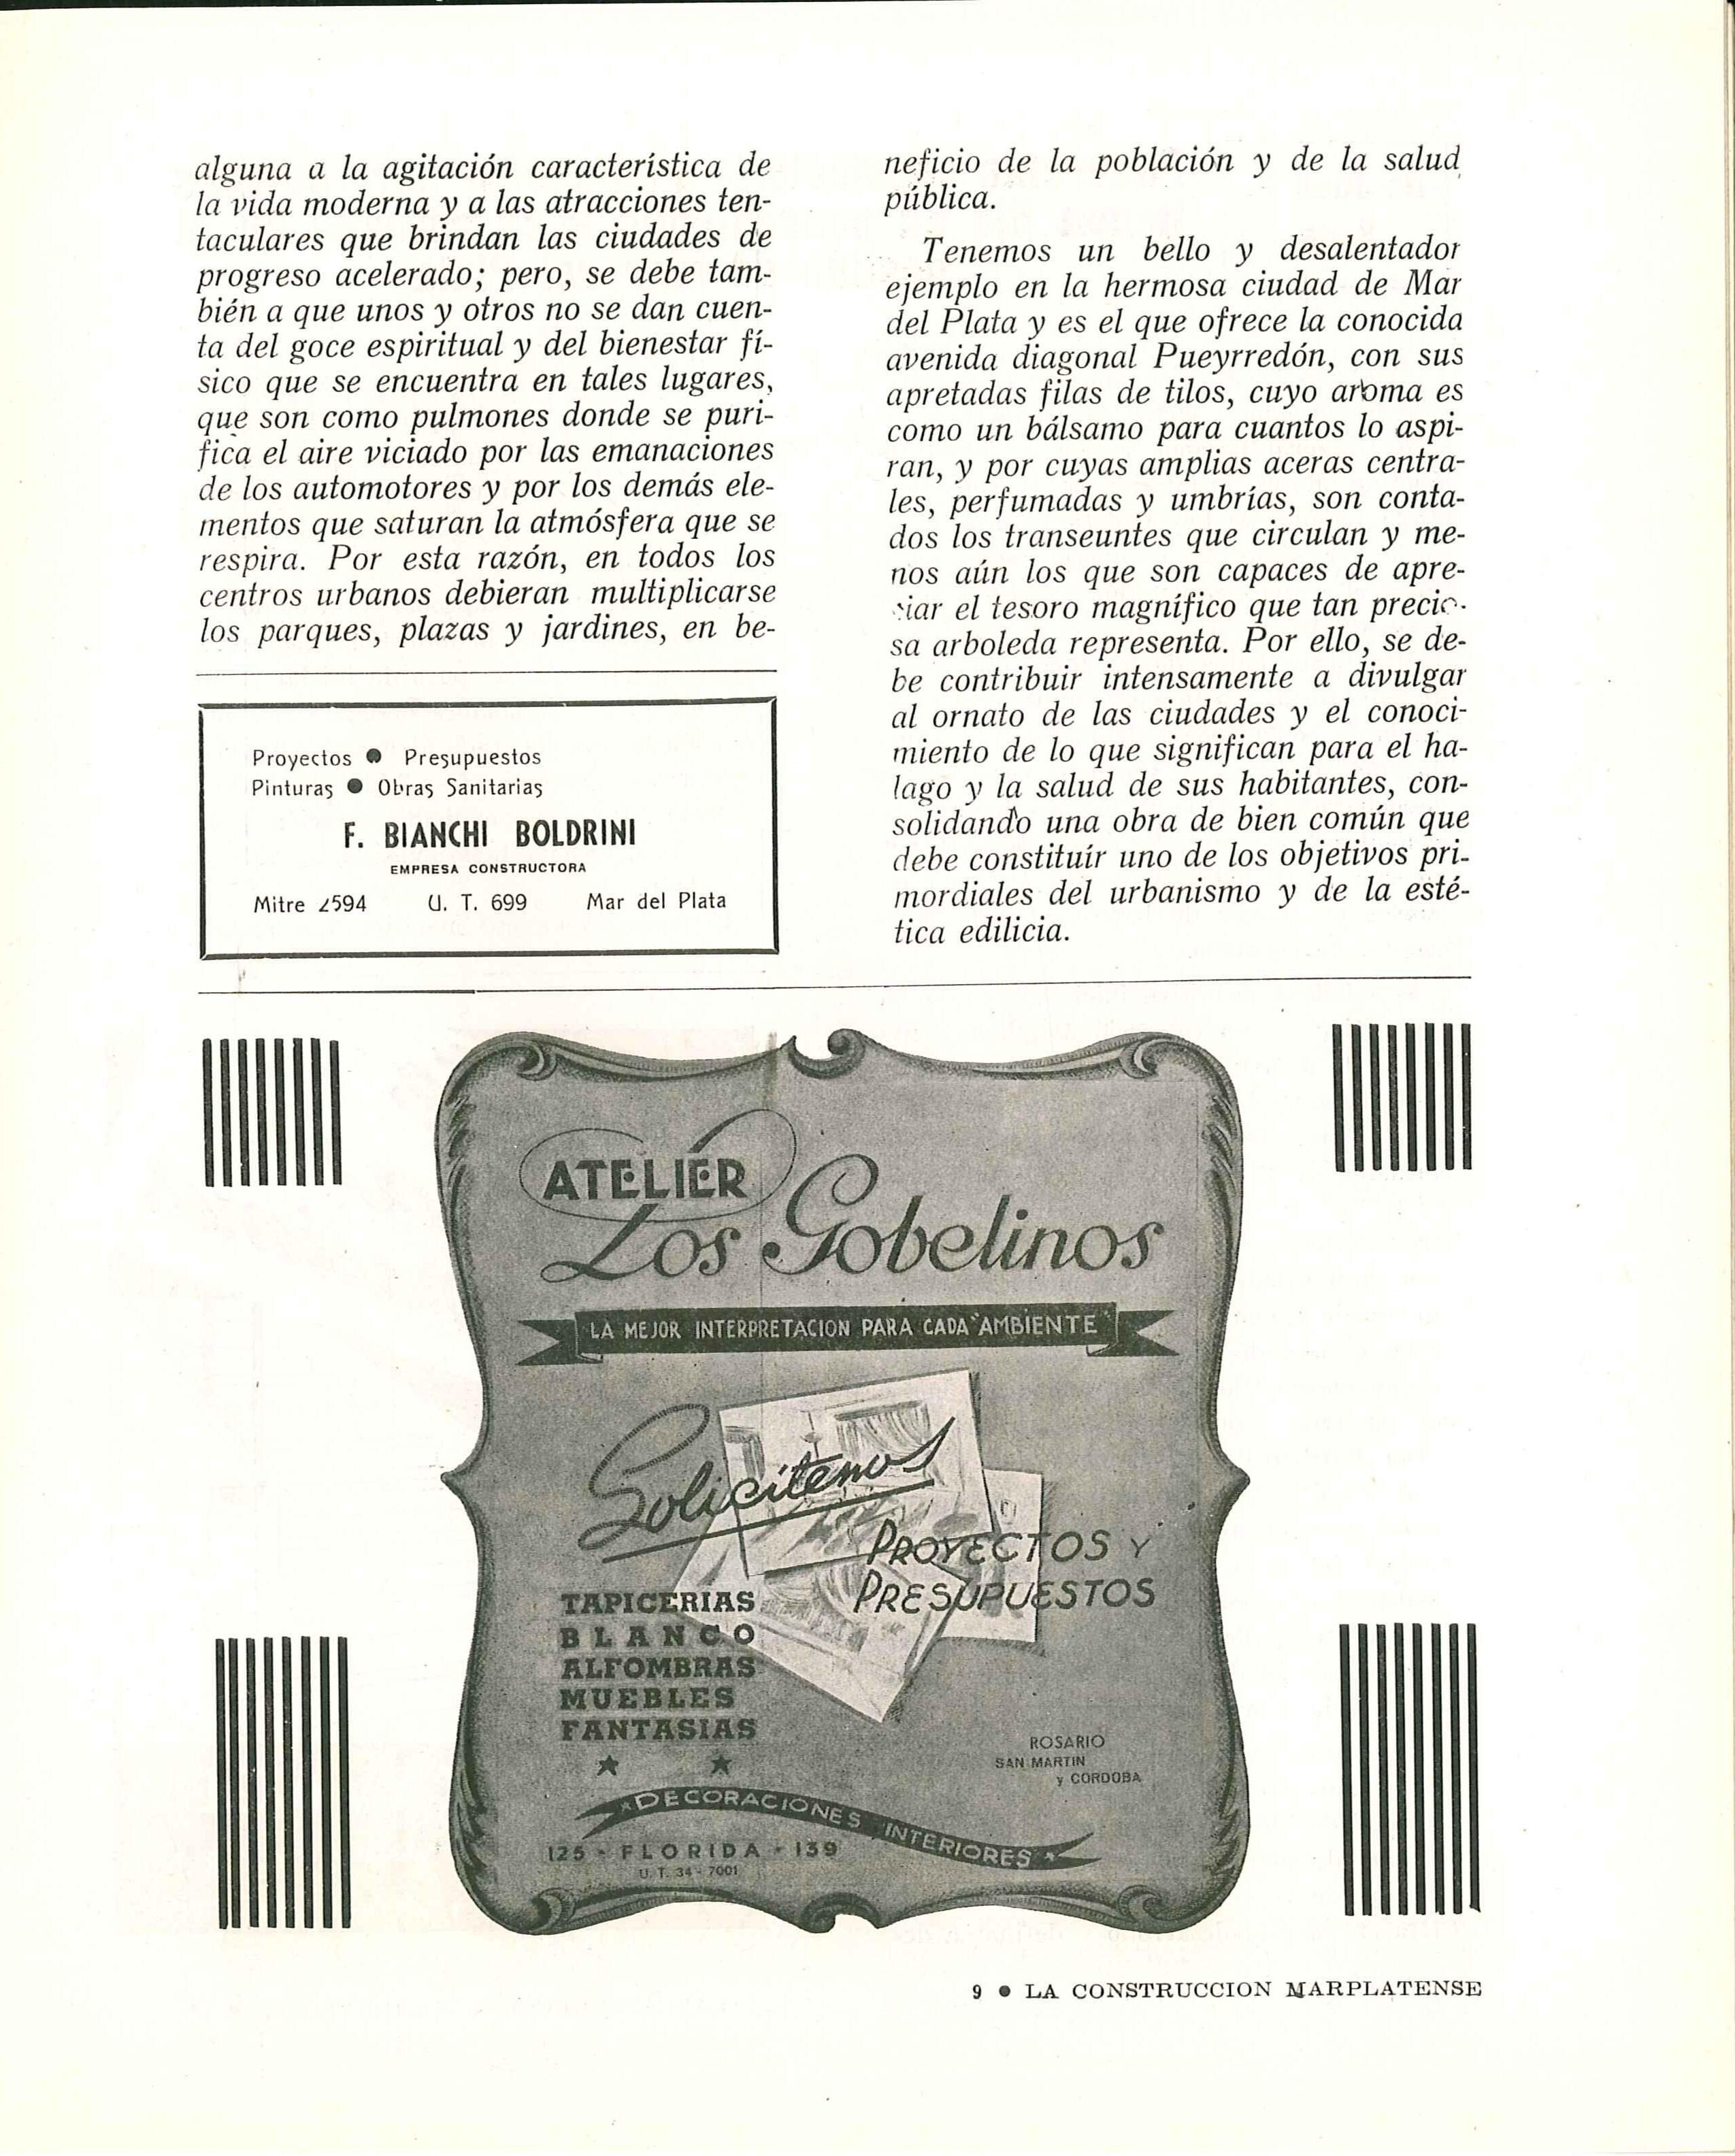 alguna a la agitación característica de
la vida moderna y a las atracciones ten-
taculares que brindan las ciudades de
progreso acelerado; pero, se debe tam-
bién a que unos y otros no se dan cuen-
ta del goce espiritual y del bienestar fí-
sico que se encuentra en tales lugares,
que son como pulmones donde se puri-
fica el aire viciado por las emanaciones
de los automotores y por los demás ele-
mentos que saturan la atmósfera que se
respira. Por esta razón, en todos los
centros urbanos debieran multiplicarse
los parques, plazas y jardines, en be-
Proyectos ● Presupuestos
Pinturas ● Obras Sanitarias
F. BIANCHI BOLDRINI
EMPRESA CONSTRUCTORA
Mitre 2594 U. T. 699 Mar del Plata
neficio de la población y de la salud
pública.
Tenemos un bello y desalentador
ejemplo en la hermosa ciudad de Mar
del Plata y es el que ofrece la conocida
avenida diagonal Pueyrredón, con sus
apretadas filas de tilos, cuyo aroma es
como un bálsamo para cuantos lo aspi-
ran, y por cuyas amplias aceras centra-
les, perfumadas y umbrías, son conta-
dos los transeuntes que circulan y me-
nos aún los que son capaces de apre-
ciar el tesoro magnífico que tan precio-
sa arboleda representa. Por ello, se de-
be contribuir intensamente a divulgar
al ornato de las ciudades y el conoci-
miento de lo que significan para el ha-
lago y la salud de sus habitantes, con-
solidando una obra de bien común que
debe constituír uno de los objetivos pri-
mordiales del urbanismo y de la esté-
tica edilicia.
ATELIER
Los Gobelinos
LA MEJOR INTERPRETACION PARA CADA "AMBIENTE"
Solicitenos
PROYECTOS Y
PRESUPUESTOS
TAPICERIAS
BLANCO
ALFOMBRAS
MUEBLES
FANTASIAS
ROSARIO
SAN MARTIN
y CORDOBA
DECORACIONES INTERIORES
125 - FLORIDA - 139
U. T. 34 - 7001
9 ● LA CONSTRUCCION MARPLATENSE